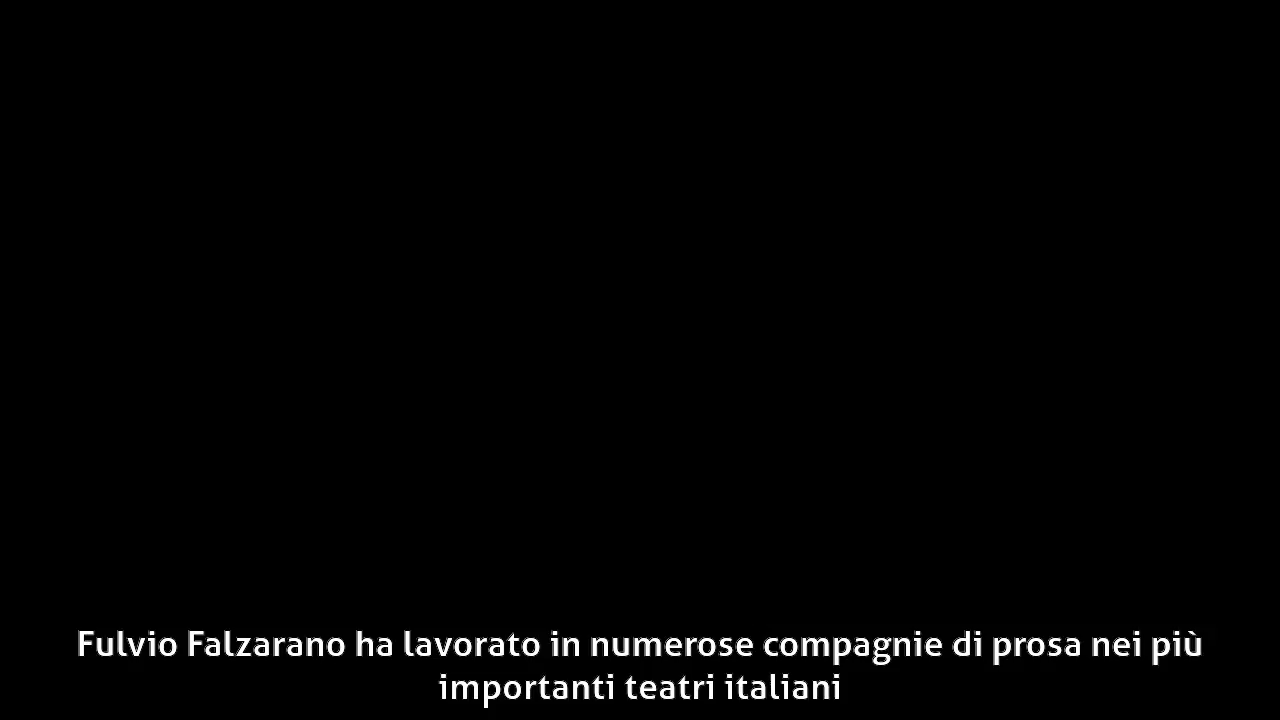 Fulvio Falzarano ha lavorato in numerose compagnie di prosa nei più
importanti teatri italiani